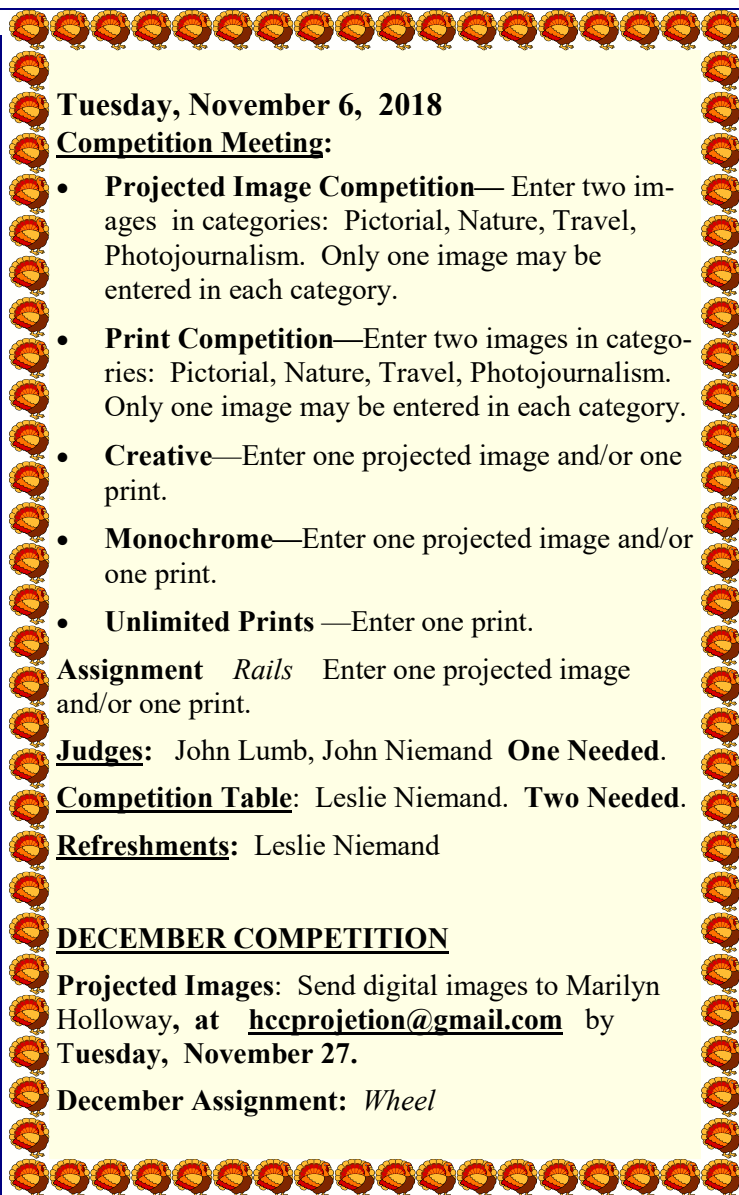 Tuesday, November 6, 2018
Competition Meeting:
• Projected Image Competition— Enter two im-
ages in categories: Pictorial, Nature, Travel,
Photojournalism. Only one image may be
entered in each category.
• Print Competition—Enter two images in catego-
ries: Pictorial, Nature, Travel, Photojournalism.
Only one image may be entered in each category.
• Creative—Enter one projected image and/or one
print.
• Monochrome—Enter one projected image and/or
one print.
• Unlimited Prints —Enter one print.
Assignment Rails Enter one projected image
and/or one print.
Judges: John Lumb, John Niemand One Needed.
Competition Table: Leslie Niemand. Two Needed.
Refreshments: Leslie Niemand
DECEMBER COMPETITION
Projected Images: Send digital images to Marilyn
Holloway, at hccprojetion@gmail.com by
Tuesday, November 27.
December Assignment: Wheel